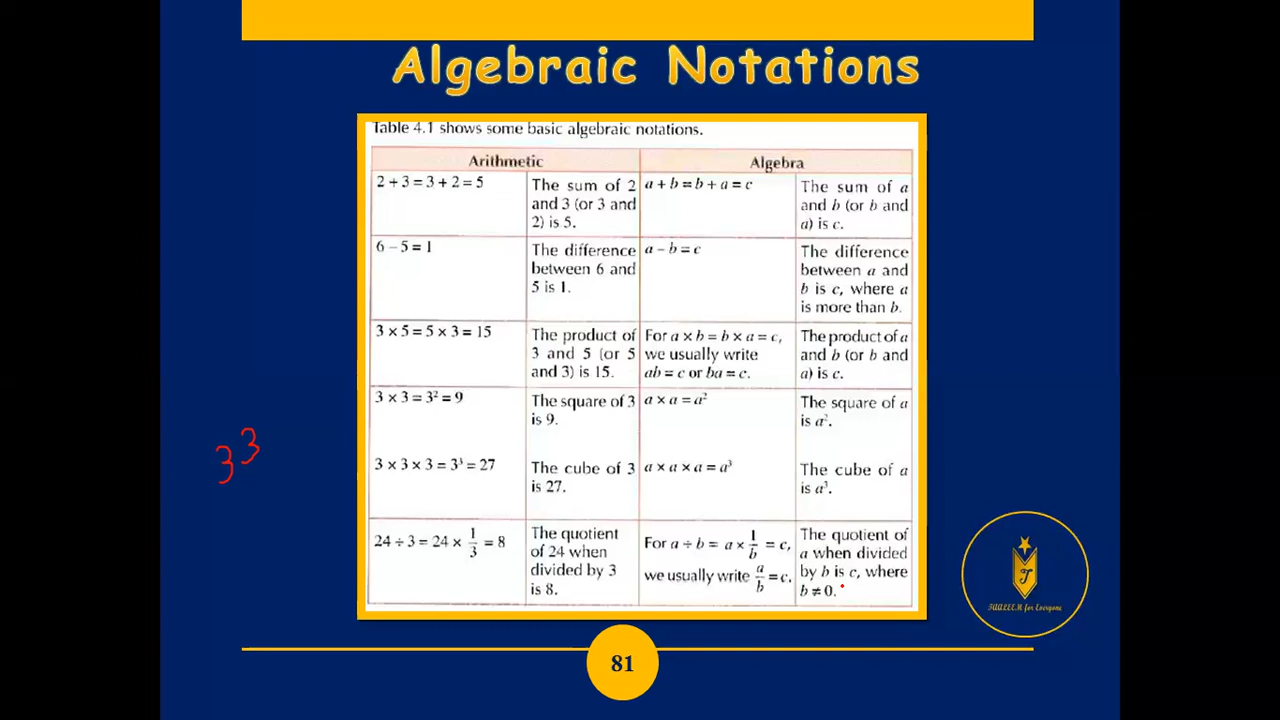 Algebraic Notations
Table 4.1 shows some basic algebraic notations.
Arithmetic
Algebra
2 + 3 = 3 + 2 = 5
The sum of 2
and 3 (or 3 and
2) is 5.
a + b = b + a = c
The sum of a
and b (or b and
a) is c.
6 – 5 = 1
The difference
between 6 and
5 is 1.
a – b = c
The difference
between a and
b is c, where a
is more than b.
3 × 5 = 5 × 3 = 15
The product of
3 and 5 (or 5
and 3) is 15.
For a × b = b × a = c,
we usually write
ab = c or ba = c.
The product of a
and b (or b and
a) is c.
3 × 3 = 3² = 9
The square of 3
is 9.
a × a = a²
The square of a
is a².
3 × 3 × 3 = 3³ = 27
The cube of 3
is 27.
a × a × a = a³
The cube of a
is a³.
24 ÷ 3 = 24 × 1/3 = 8
The quotient
of 24 when
divided by 3
is 8.
For a ÷ b = a × 1/b = c,
we usually write a/b = c.
The quotient of
a when divided
by b is c, where
b ≠ 0.
3³
T
TAALEEM for Everyone
81